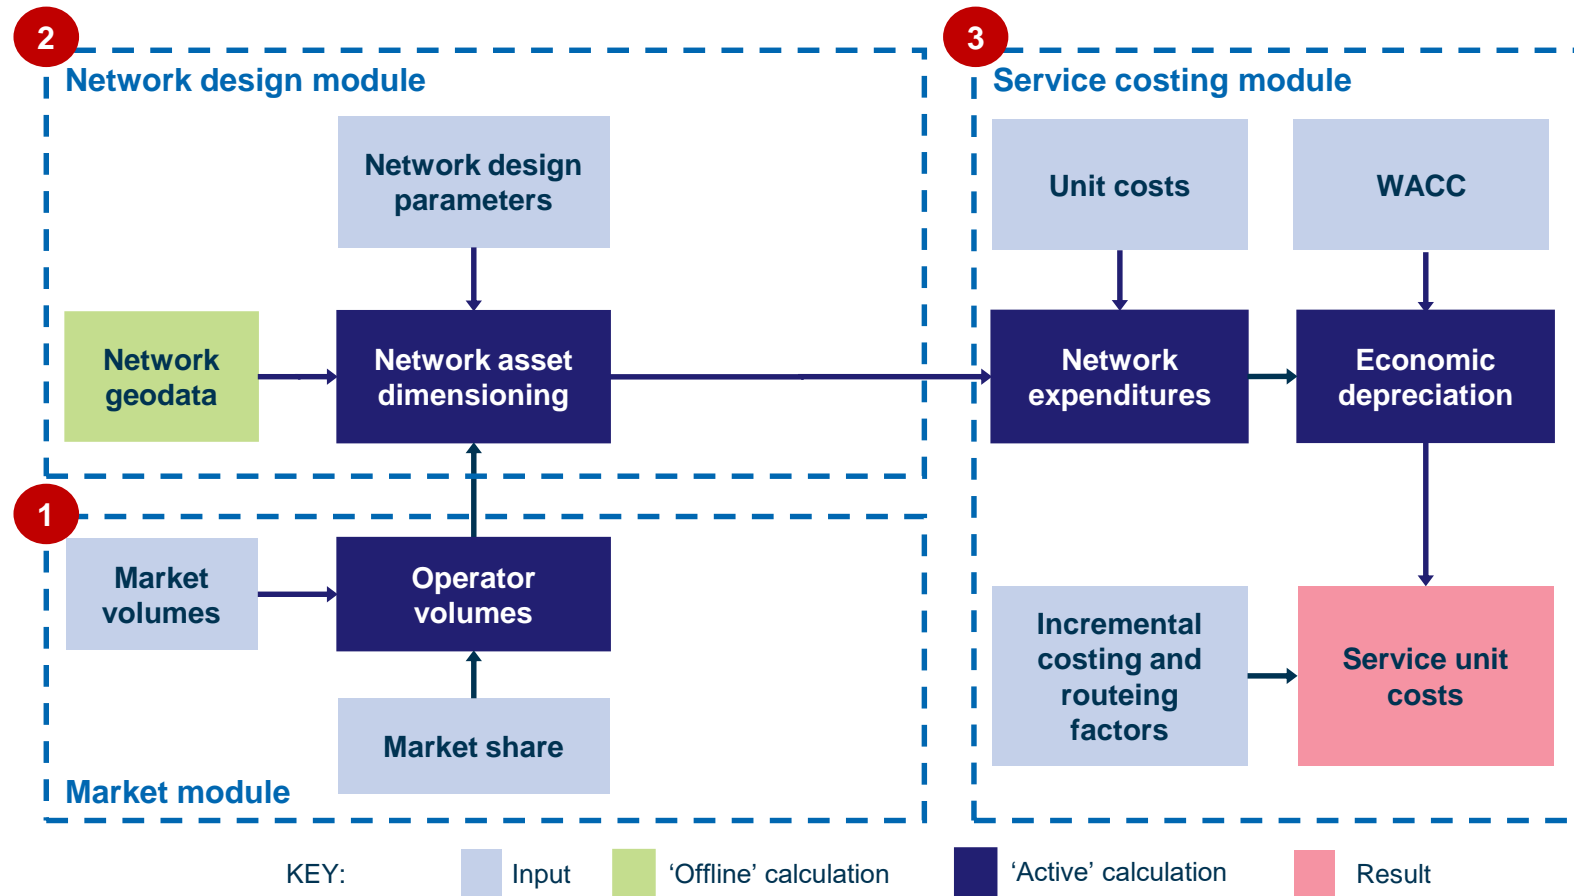 2
Network design module
Network design
parameters
Network
geodata
Network asset
dimensioning
1
Market
volumes
Operator
volumes
Market share
Market module
3
Service costing module
Unit costs
WACC
Network
expenditures
Economic
depreciation
Incremental
costing and
routeing
factors
Service unit
costs
KEY:
Input
‘Offline’ calculation
‘Active’ calculation
Result